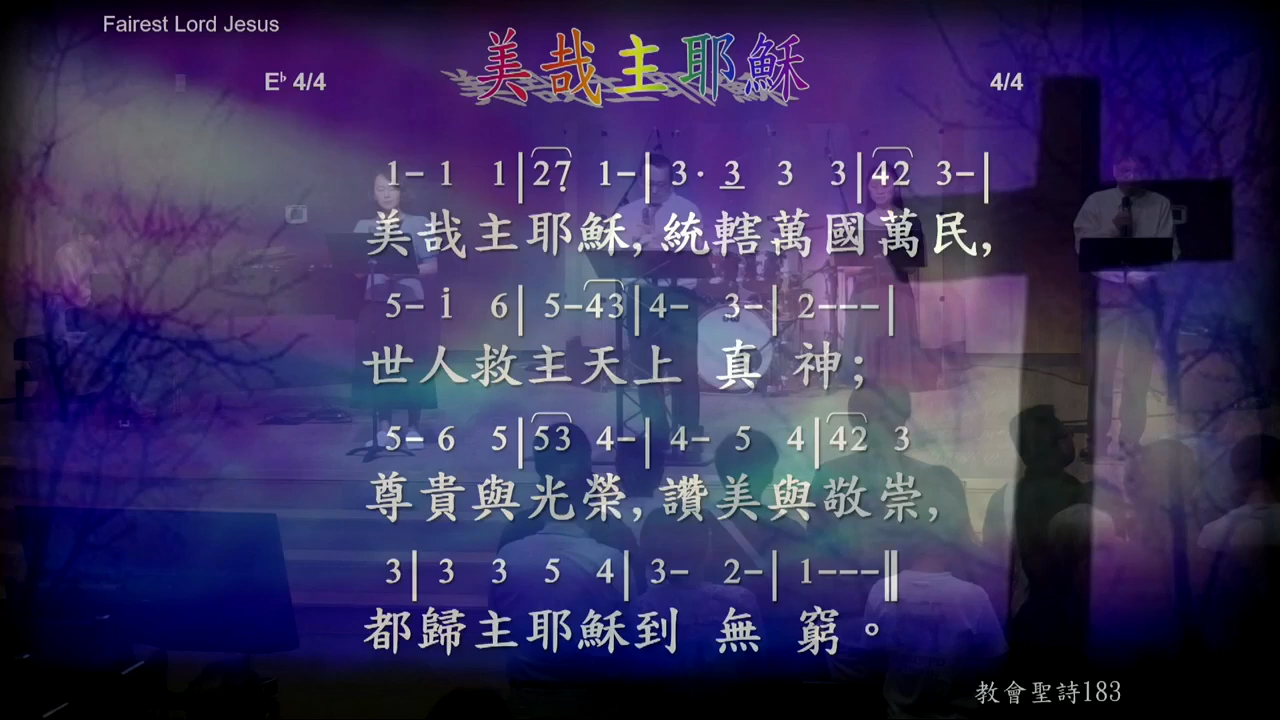 Fairest Lord Jesus
美哉主耶穌
E♭ 4/4
4/4
1– 1 1|27̣ 1–|3· 3̲ 3 3|42 3–|
美哉主耶穌,統轄萬國萬民,
5– i̇ 6|5–43|4– 3–|2–––|
世人救主天上 真 神;
5– 6 5|53 4–|4– 5 4|42 3
尊貴與光榮,讚美與敬崇,
3|3 3 5 4|3– 2–|1–––‖
都歸主耶穌到 無 窮。
教會聖詩183